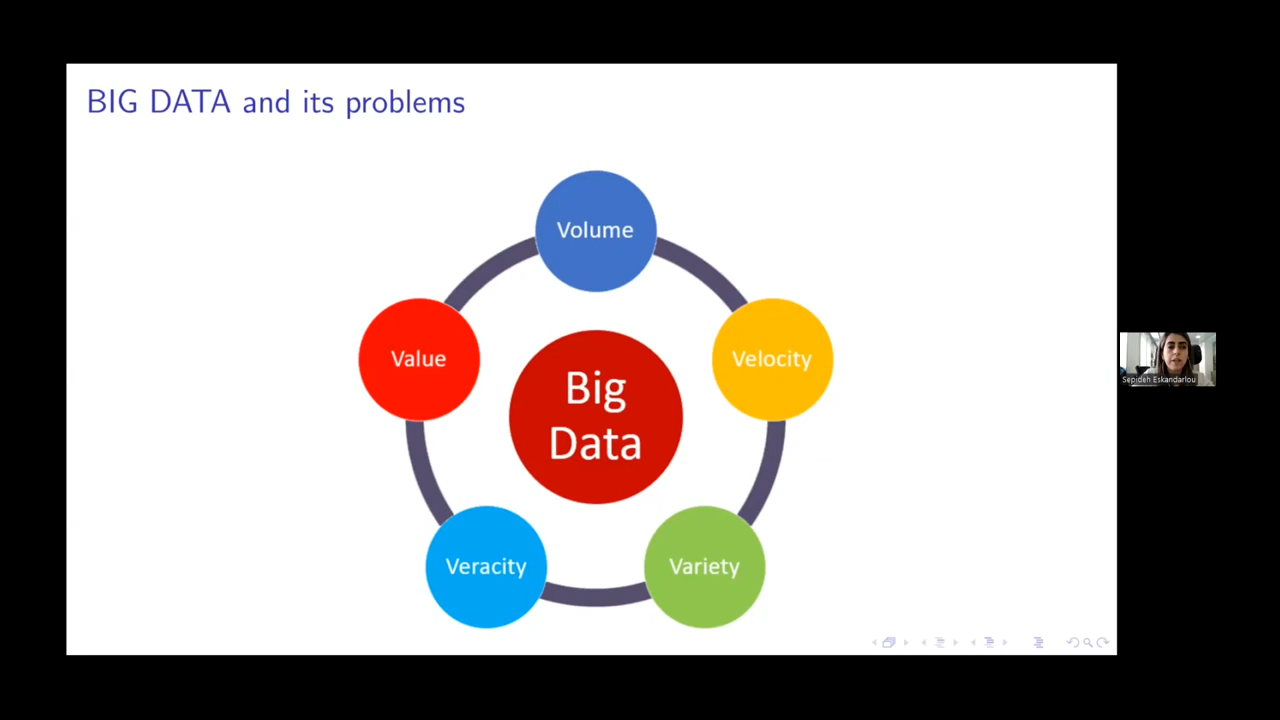 BIG DATA and its problems
Volume
Value
Velocity
Big
Data
Veracity
Variety
Sepideh Eskandarlou